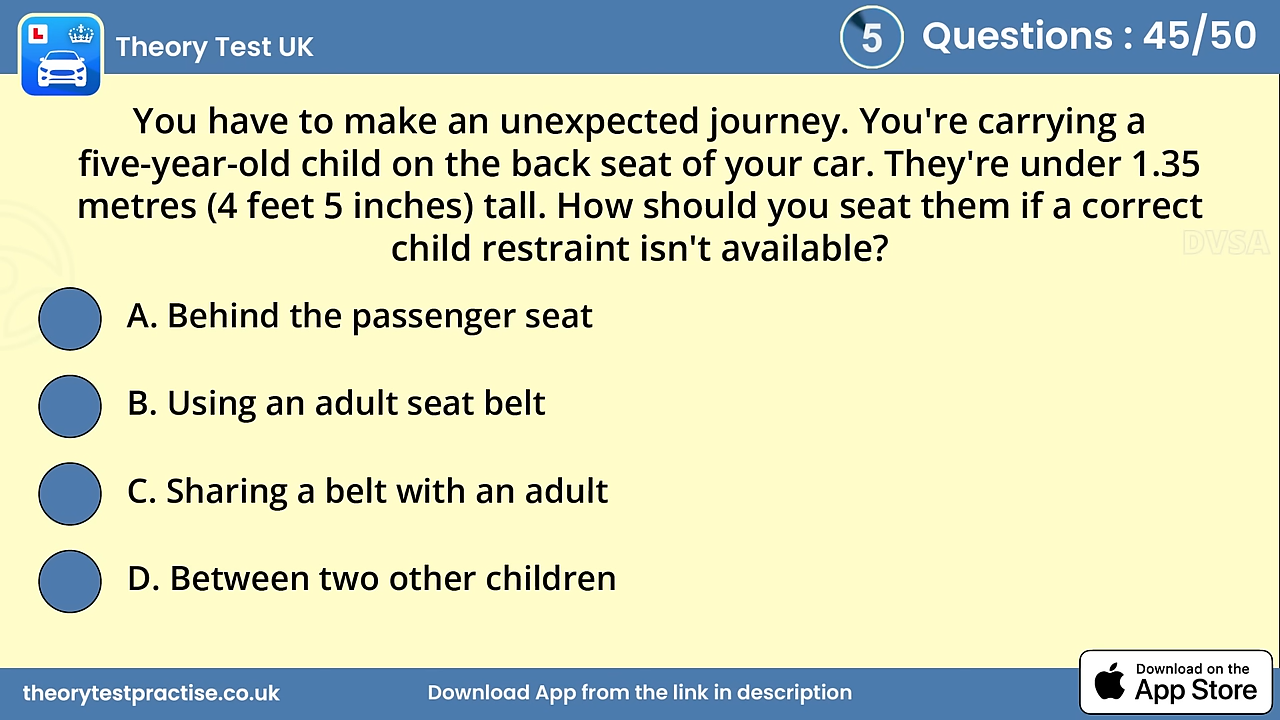 L
Theory Test UK
5
Questions : 45/50
You have to make an unexpected journey. You're carrying a
five-year-old child on the back seat of your car. They're under 1.35
metres (4 feet 5 inches) tall. How should you seat them if a correct
child restraint isn't available?
DVSA
A. Behind the passenger seat
B. Using an adult seat belt
C. Sharing a belt with an adult
D. Between two other children
theorytestpractise.co.uk
Download App from the link in description
Download on the
App Store